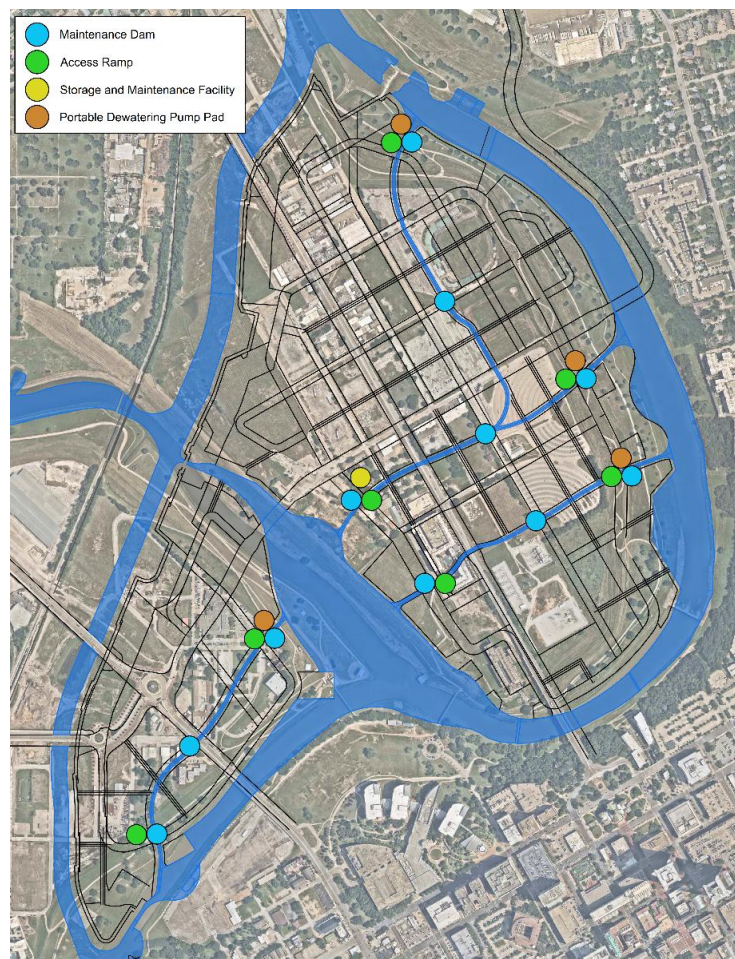 Maintenance Dam
Access Ramp
Storage and Maintenance Facility
Portable Dewatering Pump Pad